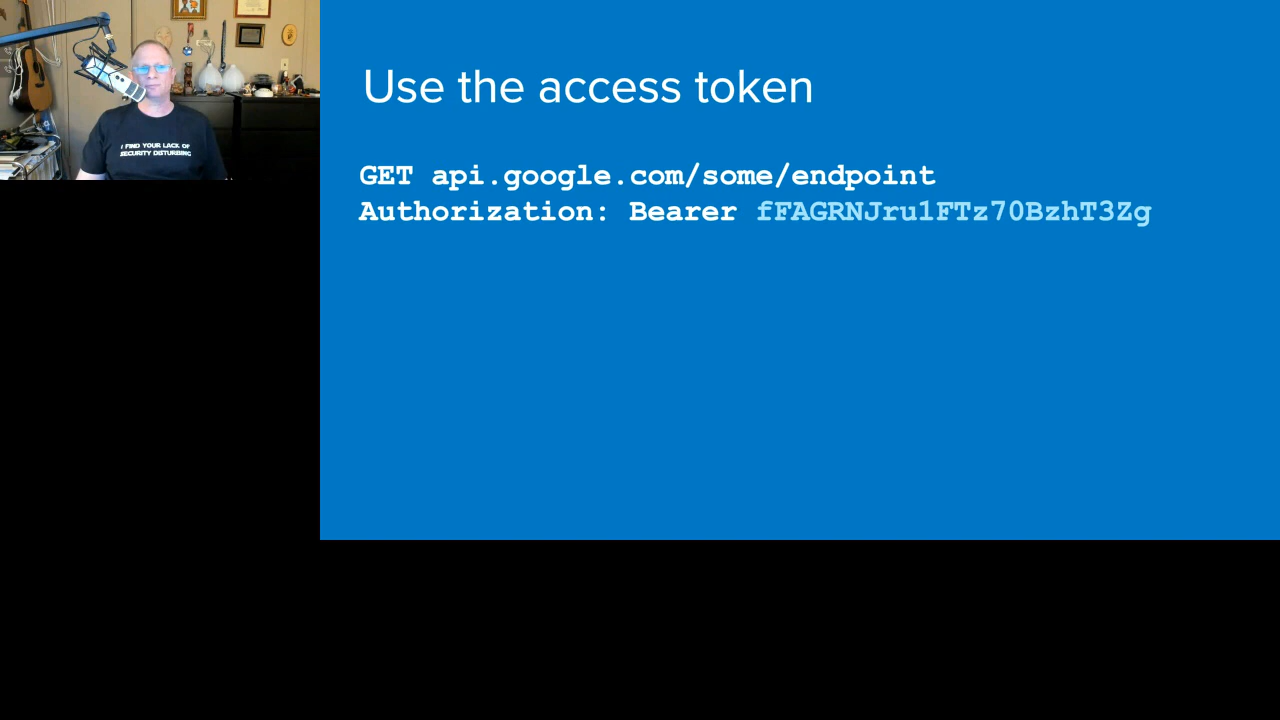 I FIND YOUR LACK OF
SECURITY DISTURBING
Use the access token
GET api.google.com/some/endpoint
Authorization: Bearer fFAGRNJru1FTz70BzhT3Zg